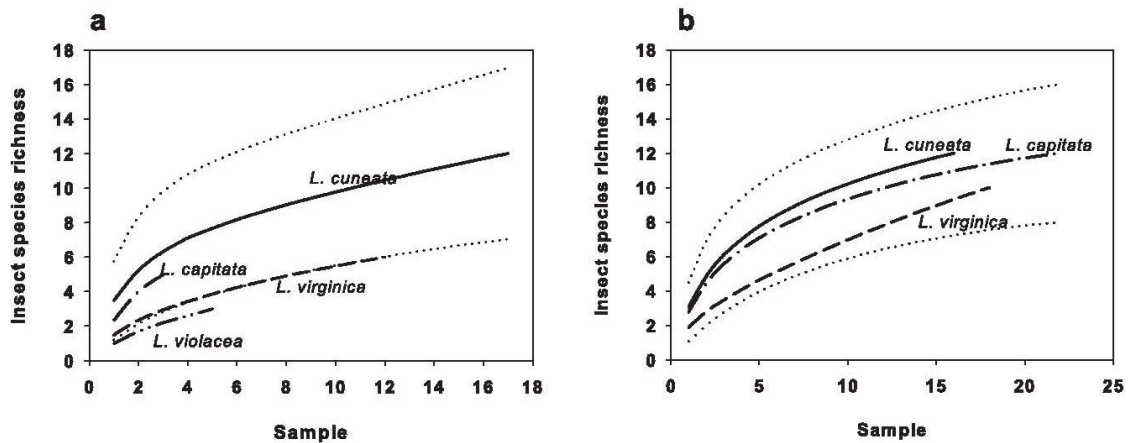 a
Insect species richness
18
16
14
12
10
8
6
4
2
0
L. cuneata
L. capitata
L. virginica
L. violacea
0 2 4 6 8 10 12 14 16 18
Sample
b
Insect species richness
18
16
14
12
10
8
6
4
2
0
L. cuneata
L. capitata
L. virginica
0 5 10 15 20 25
Sample